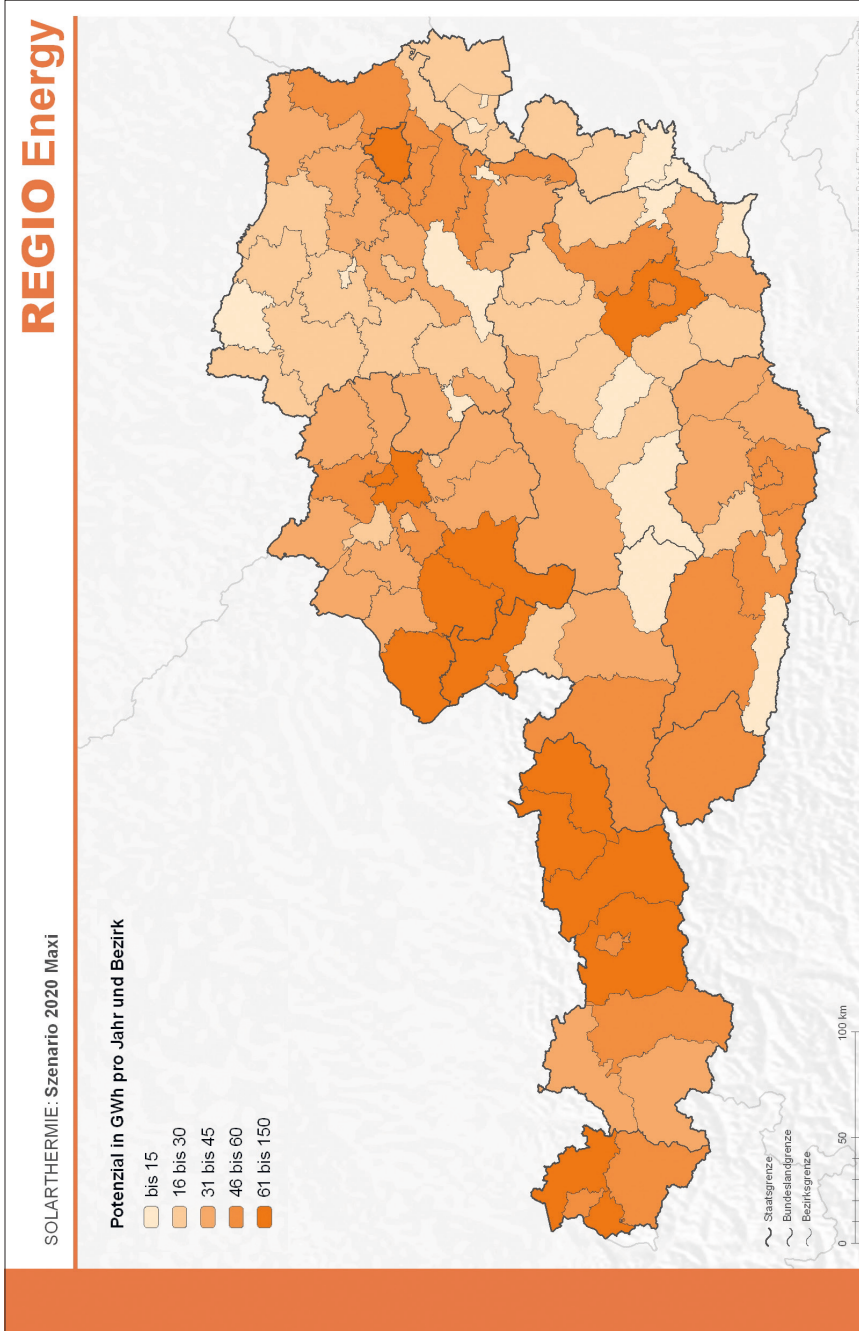 REGIO Energy
SOLARTHERMIE: Szenario 2020 Maxi
Potenzial in GWh pro Jahr und Bezirk
bis 15
16 bis 30
31 bis 45
46 bis 60
61 bis 150
Staatsgrenze
Bundeslandgrenze
Bezirksgrenze
0 50 100 km